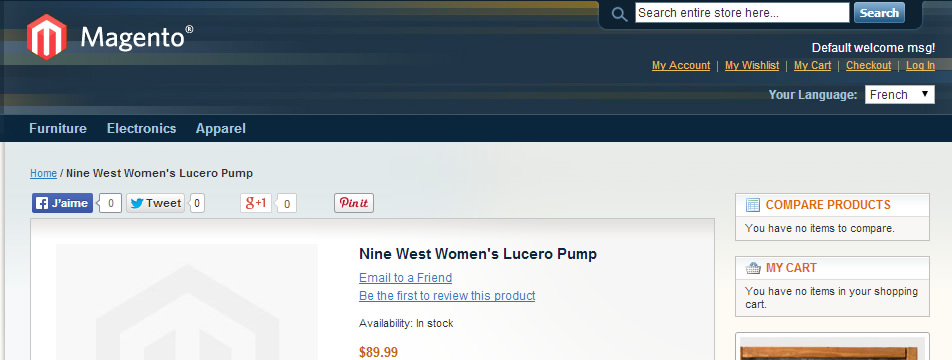 Search entire store here... Search
Magento®
Default welcome msg!
My Account | My Wishlist | My Cart | Checkout | Log In
Your Language: French
Furniture Electronics Apparel
Home / Nine West Women's Lucero Pump
J'aime 0 Tweet 0 g+1 0 Pin it
COMPARE PRODUCTS
You have no items to compare.
Nine West Women's Lucero Pump
Email to a Friend
Be the first to review this product
Availability: In stock
$89.99
MY CART
You have no items in your shopping
cart.